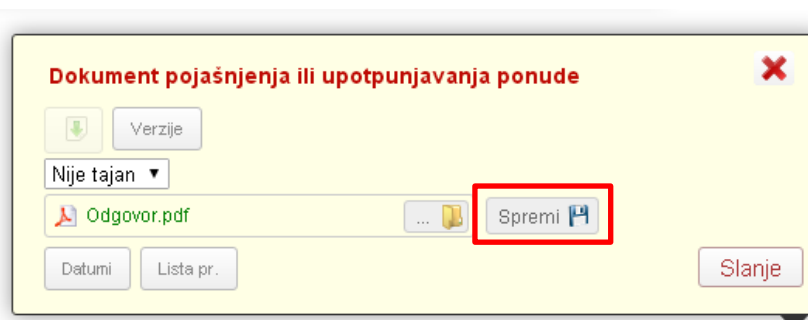 Dokument pojašnjenja ili upotpunjavanja ponude
Verzije
Nije tajan
Odgovor.pdf ... Spremi
Datumi Lista pr. Slanje